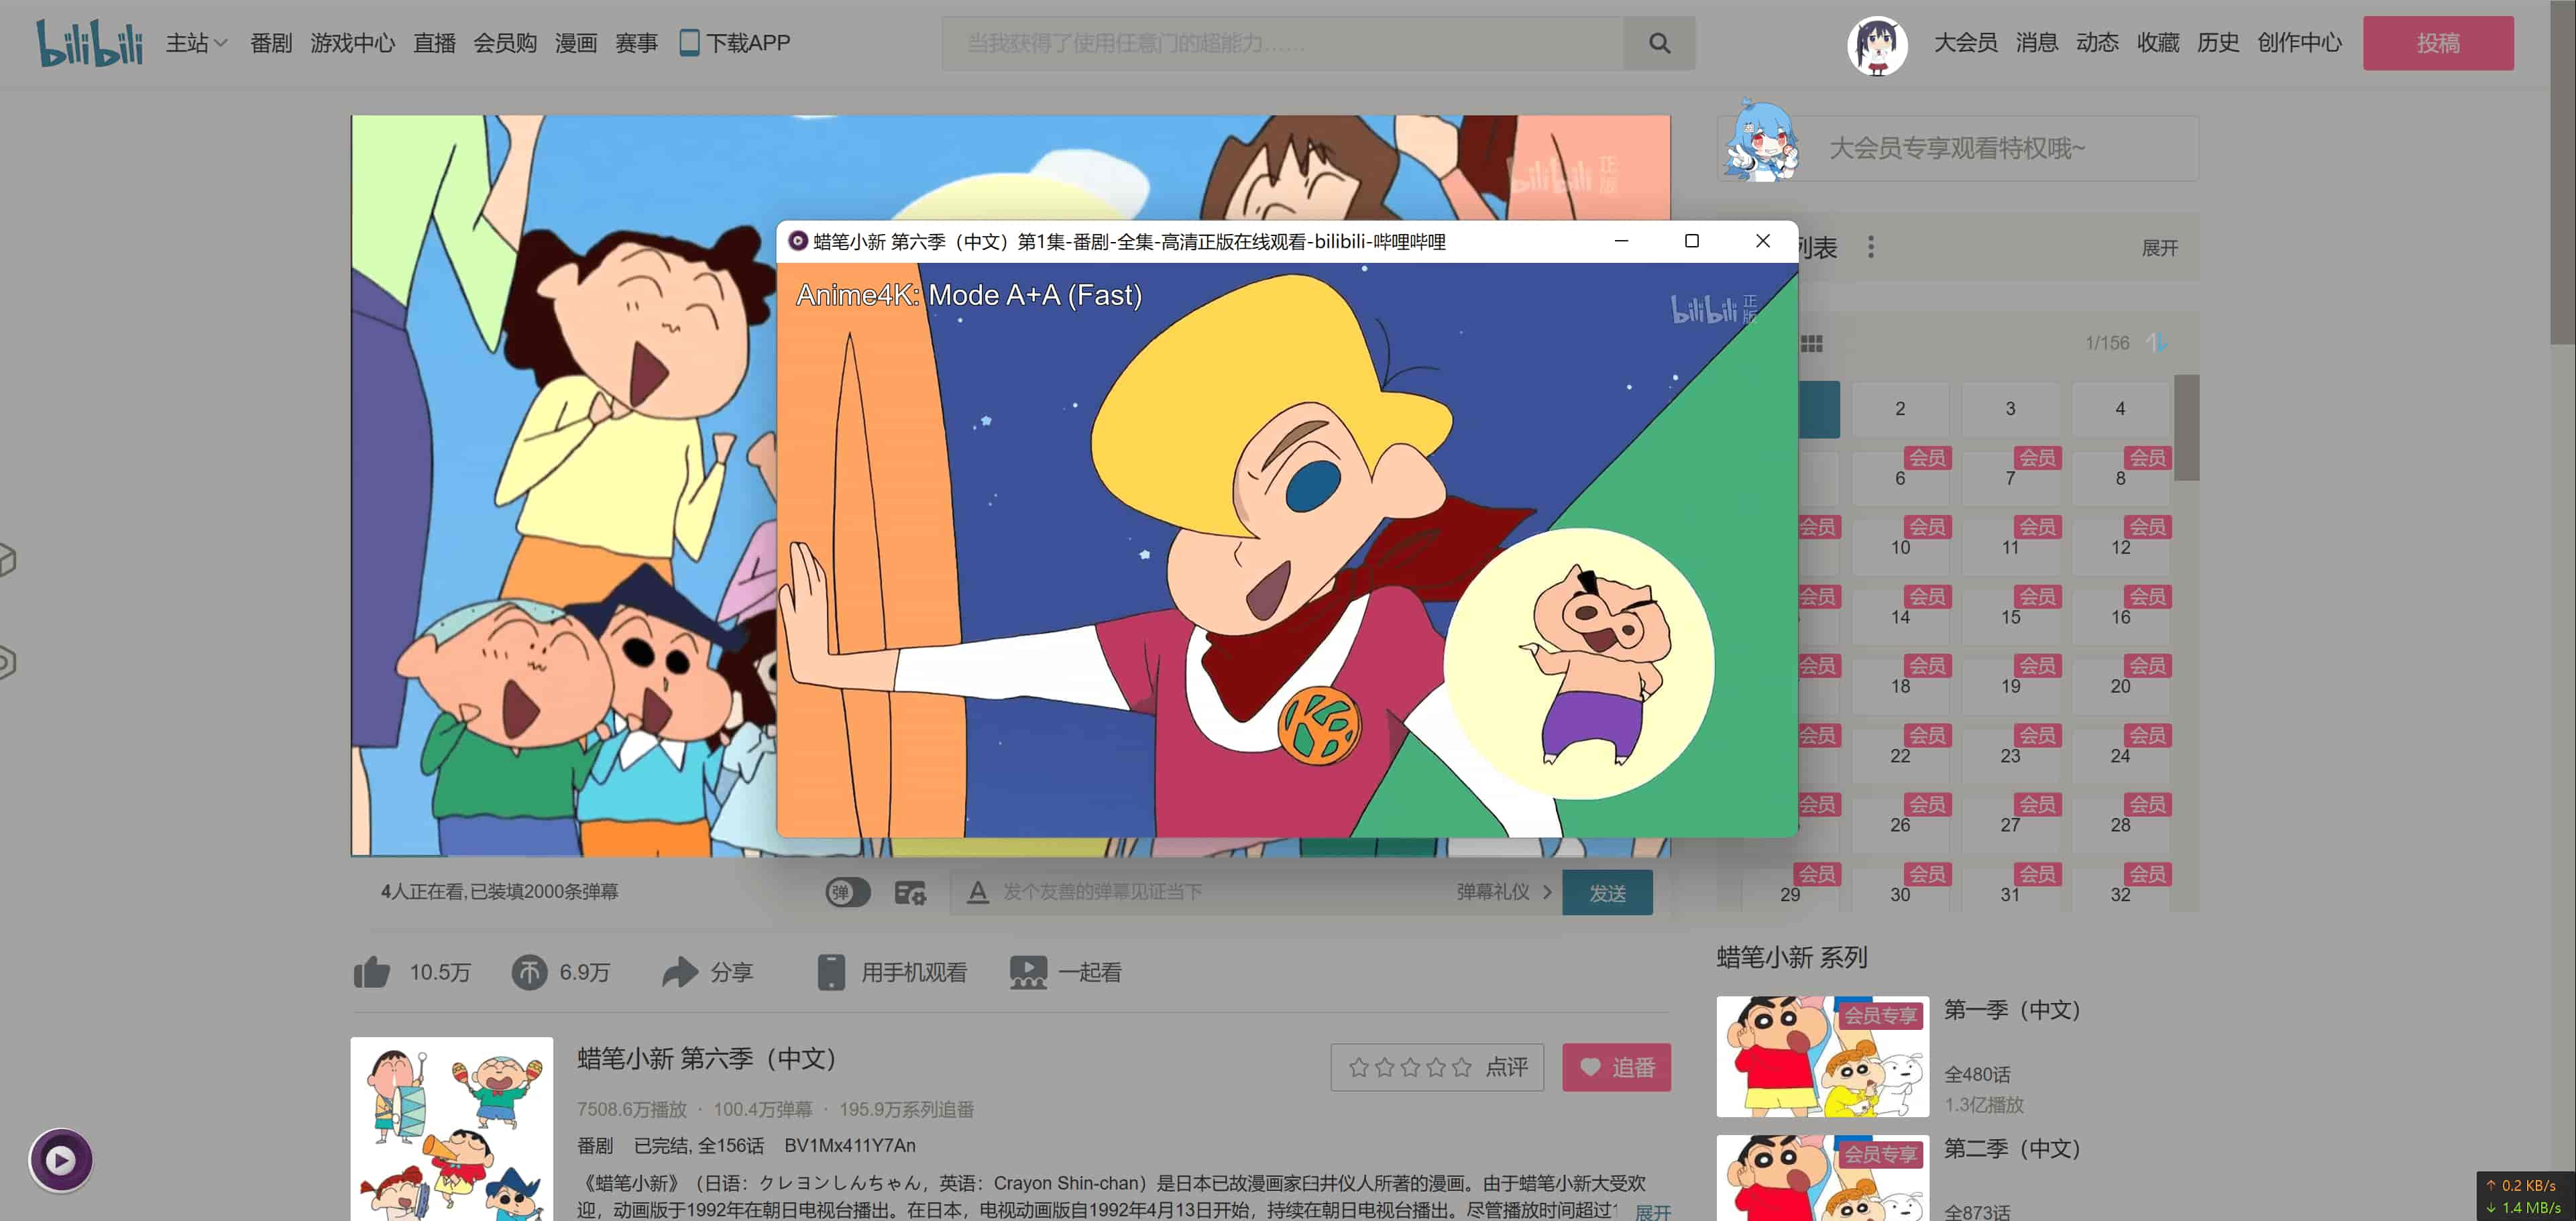 bilibili 主站 番剧 游戏中心 直播 会员购 漫画 赛事 下载APP 当我获得了使用任意门的超能力...... 大会员 消息 动态 收藏 历史 创作中心 投稿
大会员专享观看特权哦~
bilibili 正版
蜡笔小新 第六季（中文）第1集-番剧-全集-高清正版在线观看-bilibili-哔哩哔哩
列表 展开
Anime4K: Mode A+A (Fast)
bilibili 正版
1/156
2 3 4
会员 会员 会员
6 7 8
会员 会员 会员 会员
10 11 12
会员 会员 会员 会员
14 15 16
会员 会员 会员 会员
18 19 20
会员 会员 会员 会员
22 23 24
会员 会员 会员 会员
26 27 28
会员 会员 会员 会员
29 30 31 32
4人正在看,已装填2000条弹幕 弹 发个友善的弹幕见证当下 弹幕礼仪 发送
10.5万 6.9万 分享 用手机观看 一起看
蜡笔小新 第六季（中文）
点评 追番
7508.6万播放 · 100.4万弹幕 · 195.9万系列追番
番剧 已完结, 全156话 BV1Mx411Y7An
《蜡笔小新》（日语：クレヨンしんちゃん，英语：Crayon Shin-chan）是日本已故漫画家臼井仪人所著的漫画。由于蜡笔小新大受欢
迎，动画版于1992年在朝日电视台播出。在日本，电视动画版自1992年4月13日开始，持续在朝日电视台播出。尽管播放时间超过 展开
蜡笔小新 系列
会员专享
第一季（中文）
全480话
1.3亿播放
会员专享
第二季（中文）
全873话
↑ 0.2 KB/s
↓ 1.4 MB/s